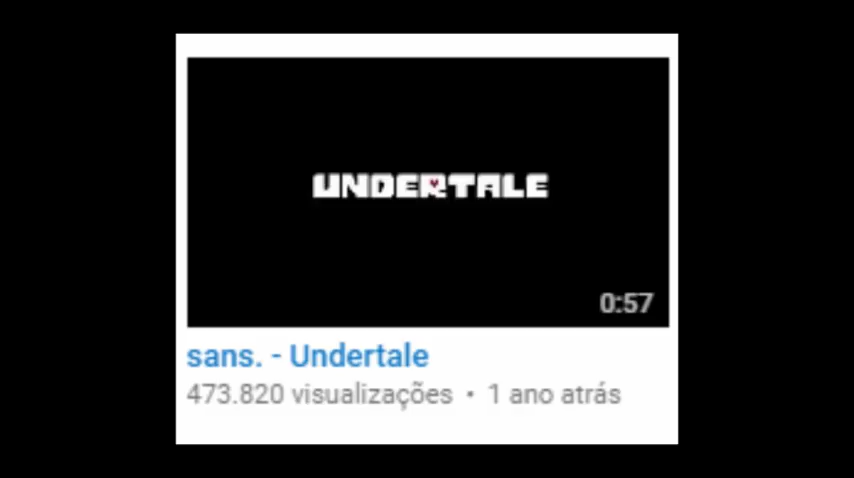 UNDERTALE
0:57
sans. - Undertale
473.820 visualizações • 1 ano atrás